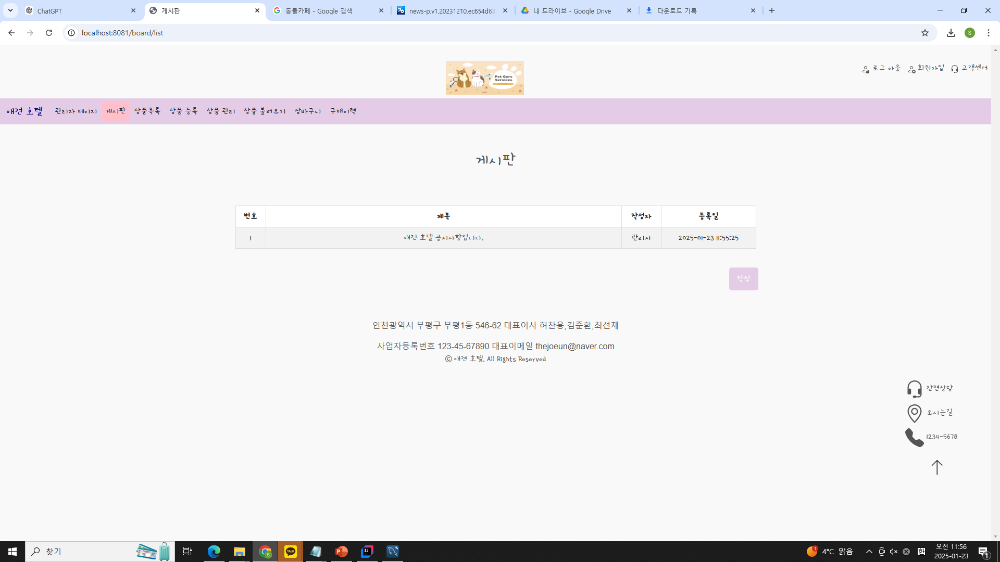 ChatGPT
게시판
동물카페 - Google 검색
news-p.v1.20231210.ec654d63
내 드라이브 - Google Drive
다운로드 기록
localhost:8081/board/list
S
Pet Care
Services
로그 아웃
회원가입
고객센터
애견 호텔 관리자 페이지 게시판 상품목록 상품 등록 상품 관리 상품 불러오기 장바구니 구매이력
게시판
번호 제목 작성자 등록일
1 애견 호텔 공지사항입니다. 관리자 2025-01-23 11:55:25
작성
인천광역시 부평구 부평1동 546-62 대표이사 허찬용,김준환,최선재
사업자등록번호 123-45-67890 대표이메일 thejoeun@naver.com
© 애견 호텔. All Rights Reserved
간편상담
오시는길
1234-5678
찾기
TALK
1
4°C 맑음
한
오전 11:56
2025-01-23
1